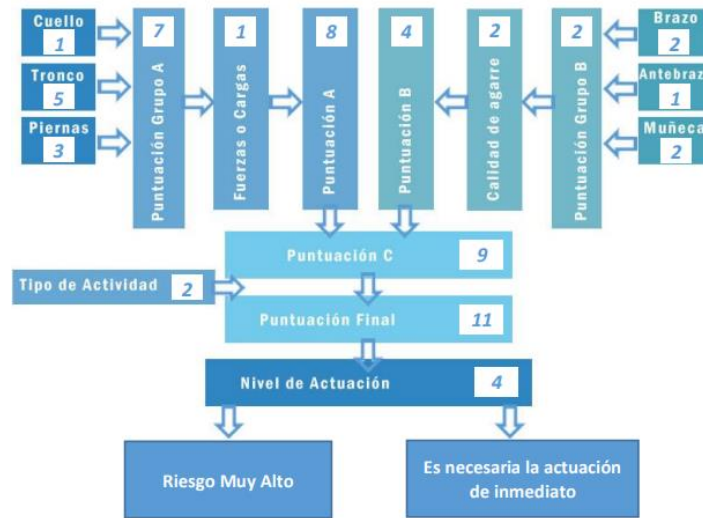 Cuello
1
Tronco
5
Piernas
3
Puntuación Grupo A
7
Fuerzas o Cargas
1
Puntuación A
8
Puntuación B
4
Calidad de agarre
2
Puntuación Grupo B
2
Brazo
2
Antebraz
1
Muñeca
2
Puntuación C
9
Tipo de Actividad
2
Puntuación Final
11
Nivel de Actuación
4
Riesgo Muy Alto
Es necesaria la actuación
de inmediato